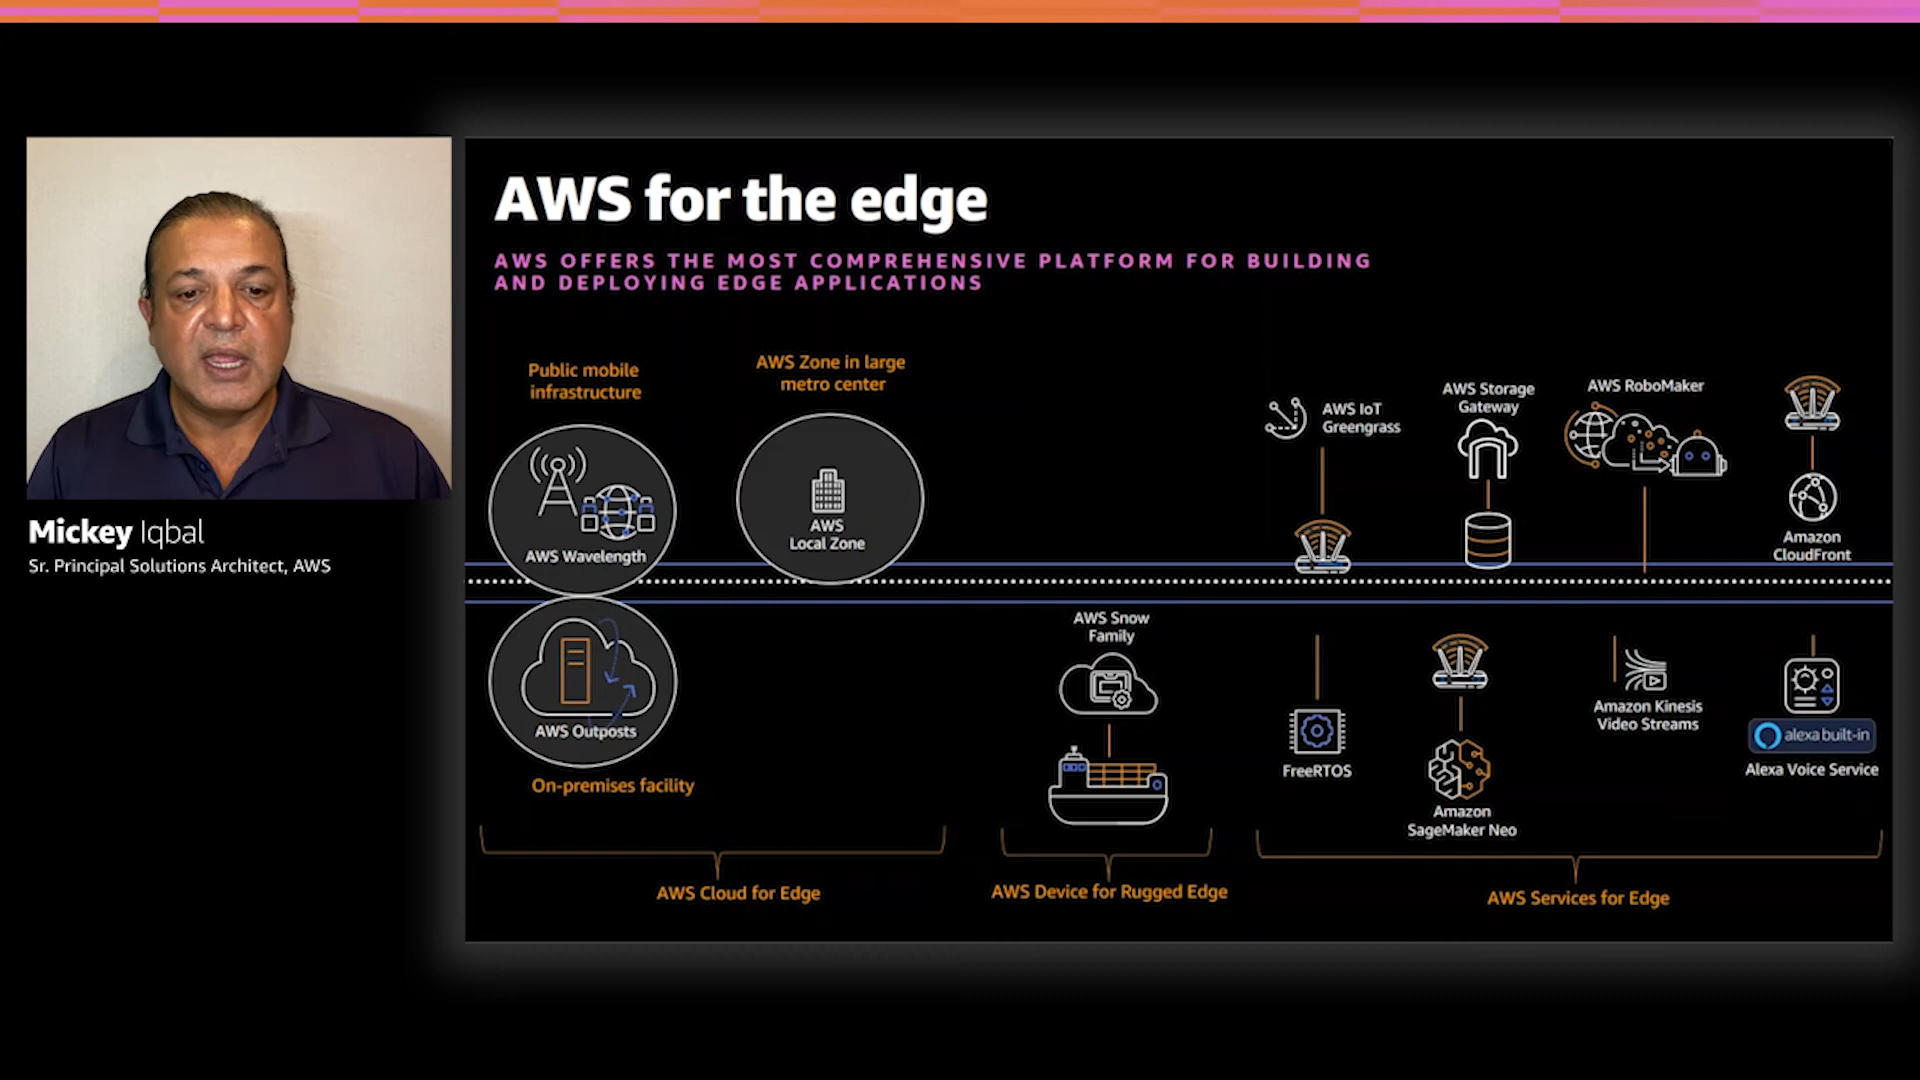 AWS for the edge
AWS OFFERS THE MOST COMPREHENSIVE PLATFORM FOR BUILDING
AND DEPLOYING EDGE APPLICATIONS
Mickey Iqbal
Sr. Principal Solutions Architect, AWS
Public mobile
infrastructure
AWS Zone in large
metro center
AWS Wavelength
AWS
Local Zone
AWS IoT
Greengrass
AWS Storage
Gateway
AWS RoboMaker
Amazon
CloudFront
AWS Outposts
On-premises facility
AWS Snow
Family
FreeRTOS
Amazon
SageMaker Neo
Amazon Kinesis
Video Streams
alexa built-in
Alexa Voice Service
AWS Cloud for Edge
AWS Device for Rugged Edge
AWS Services for Edge